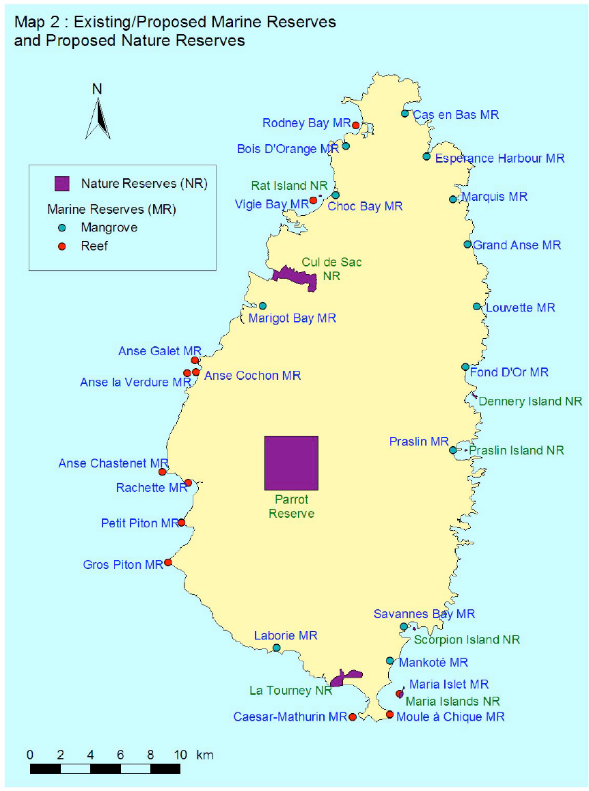 Map 2 : Existing/Proposed Marine Reserves
and Proposed Nature Reserves
N
Nature Reserves (NR)
Marine Reserves (MR)
Mangrove
Reef
Cas en Bas MR
Rodney Bay MR
Bois D'Orange MR
Esperance Harbour MR
Rat Island NR
Vigie Bay MR
Choc Bay MR
Marquis MR
Grand Anse MR
Cul de Sac
NR
Marigot Bay MR
Louvette MR
Anse Galet MR
Anse la Verdure MR
Anse Cochon MR
Fond D'Or MR
Dennery Island NR
Praslin MR
Praslin Island NR
Anse Chastenet MR
Rachette MR
Parrot
Reserve
Petit Piton MR
Gros Piton MR
Savannes Bay MR
Scorpion Island NR
Laborie MR
Mankoté MR
La Tourney NR
Maria Islet MR
Maria Islands NR
Caesar-Mathurin MR
Moule à Chique MR
0 2 4 6 8 10 km